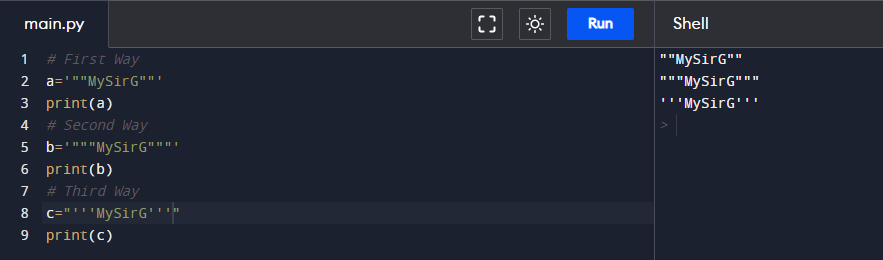 main.py
Run
Shell
1 # First Way
2 a='""MySirG""'
3 print(a)
4 # Second Way
5 b='"""MySirG"""'
6 print(b)
7 # Third Way
8 c="'''MySirG'''"
9 print(c)
""MySirG""
"""MySirG"""
'''MySirG'''
>